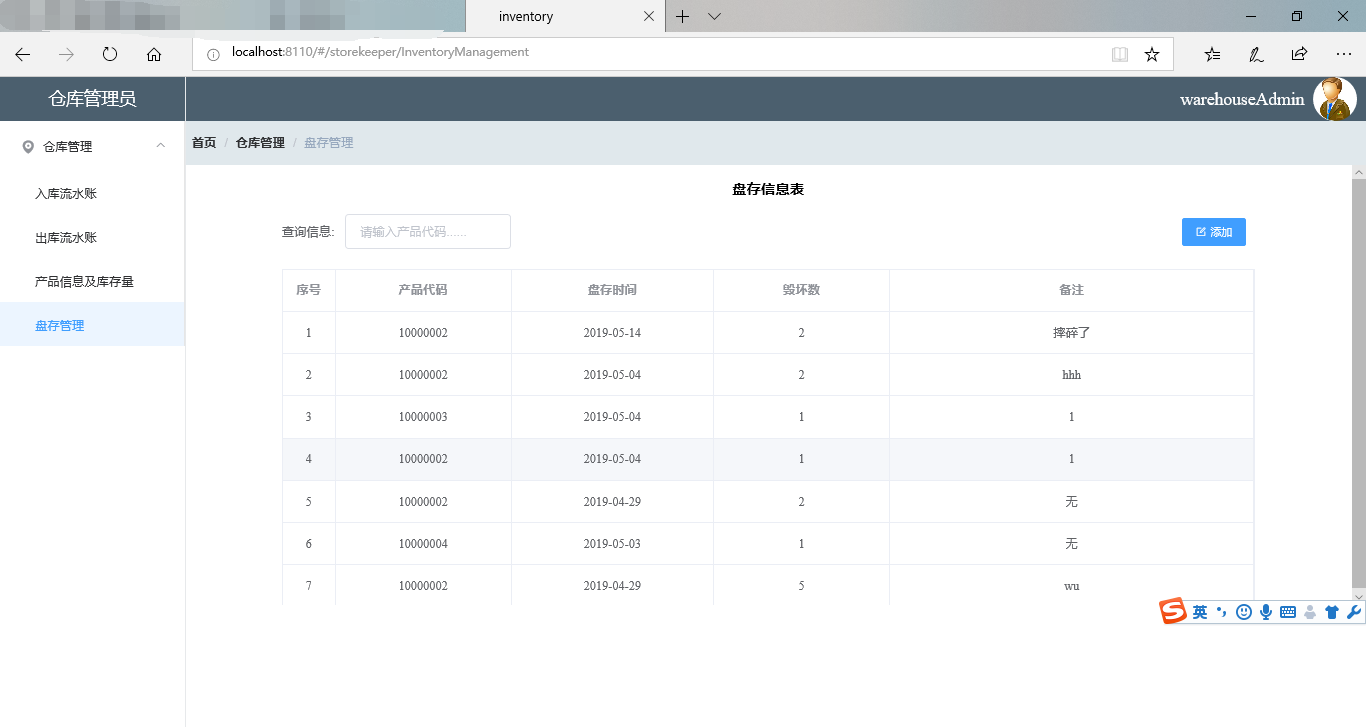 inventory
localhost:8110/#/storekeeper/InventoryManagement
仓库管理员
warehouseAdmin
仓库管理
首页 / 仓库管理 / 盘存管理
入库流水账
出库流水账
产品信息及库存量
盘存管理
盘存信息表
查询信息: 请输入产品代码...... 添加
序号 产品代码 盘存时间 毁坏数 备注
1 10000002 2019-05-14 2 摔碎了
2 10000002 2019-05-04 2 hhh
3 10000003 2019-05-04 1 1
4 10000002 2019-05-04 1 1
5 10000002 2019-04-29 2 无
6 10000004 2019-05-03 1 无
7 10000002 2019-04-29 5 wu
英